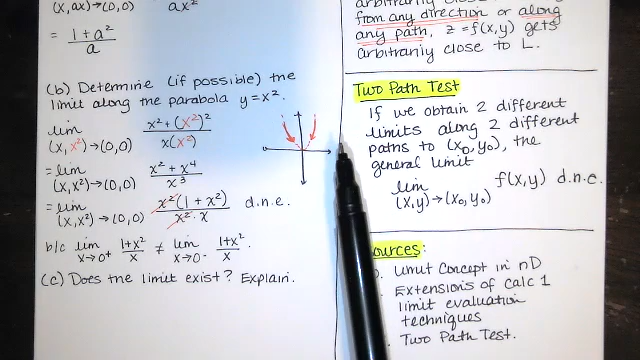 (x, ax)→(0,0)
ax²
= 1+a²
a
(b) Determine (if possible) the
limit along the parabola y=x².
lim
(x, x²)→(0,0)
x²+(x²)²
x(x²)
= lim
(x,x²)→(0,0)
x²+x⁴
x³
= lim
(x,x²)→(0,0)
x²(1+x²)
x²·x
d.n.e.
b/c lim x→0⁺ 1+x²/x ≠ lim x→0⁻ 1+x²/x.
(c) Does the limit exist? Explain.
arbitrarily close to (x
from any direction or along
any path, z=f(x,y) gets
arbitrarily close to L.
Two Path Test
If we obtain 2 different
limits along 2 different
paths to (x₀,y₀), the
general limit
lim
(x,y)→(x₀,y₀)
f(x,y) d.n.e.
sources:
Limit Concept in nD
Extensions of Calc 1
limit evaluation
techniques
Two Path Test.